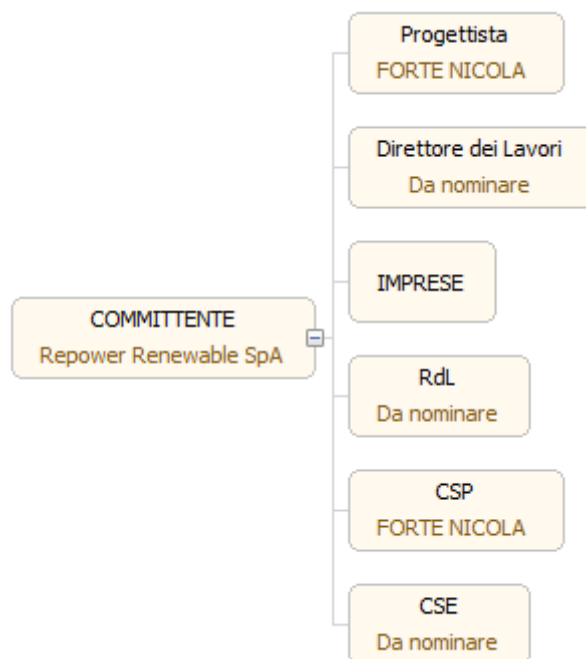 Progettista
FORTE NICOLA
Direttore dei Lavori
Da nominare
IMPRESE
COMMITTENTE
Repower Renewable SpA
RdL
Da nominare
CSP
FORTE NICOLA
CSE
Da nominare